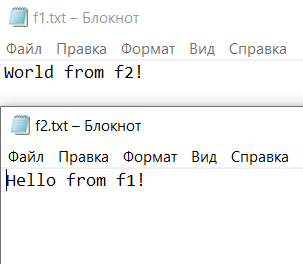 f1.txt – Блокнот
Файл Правка Формат Вид Справка
World from f2!
f2.txt – Блокнот
Файл Правка Формат Вид Справка
Hello from f1!